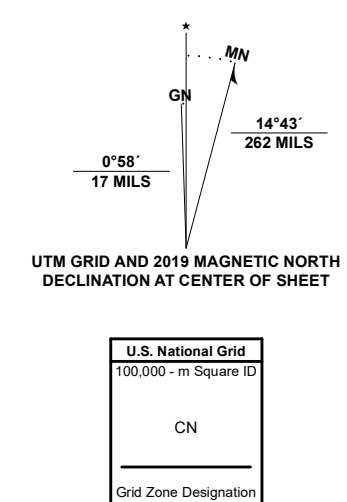 MN
GN
14°43´
262 MILS
0°58´
17 MILS
UTM GRID AND 2019 MAGNETIC NORTH
DECLINATION AT CENTER OF SHEET
U.S. National Grid
100,000 - m Square ID
CN
Grid Zone Designation